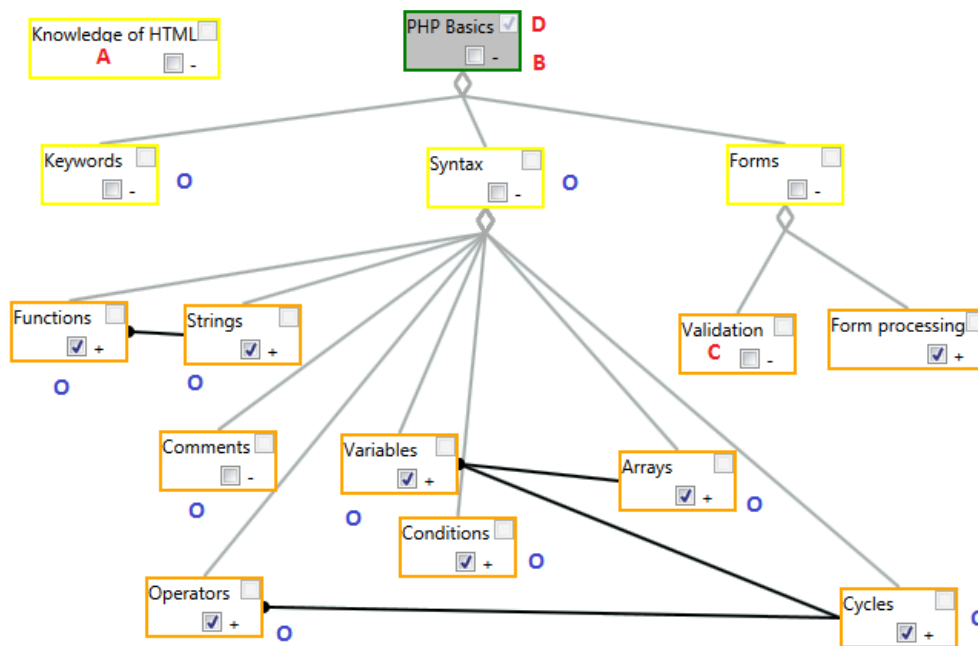 Knowledge of HTML
A
-
PHP Basics D
- B
Keywords
- O
Syntax
- O
Forms
-
Functions
+
O
Strings
+
O
Validation
C -
Form processing
+
Comments
-
O
Variables
+
O
Arrays
+ O
Conditions
+ O
Operators
+
O
Cycles
+